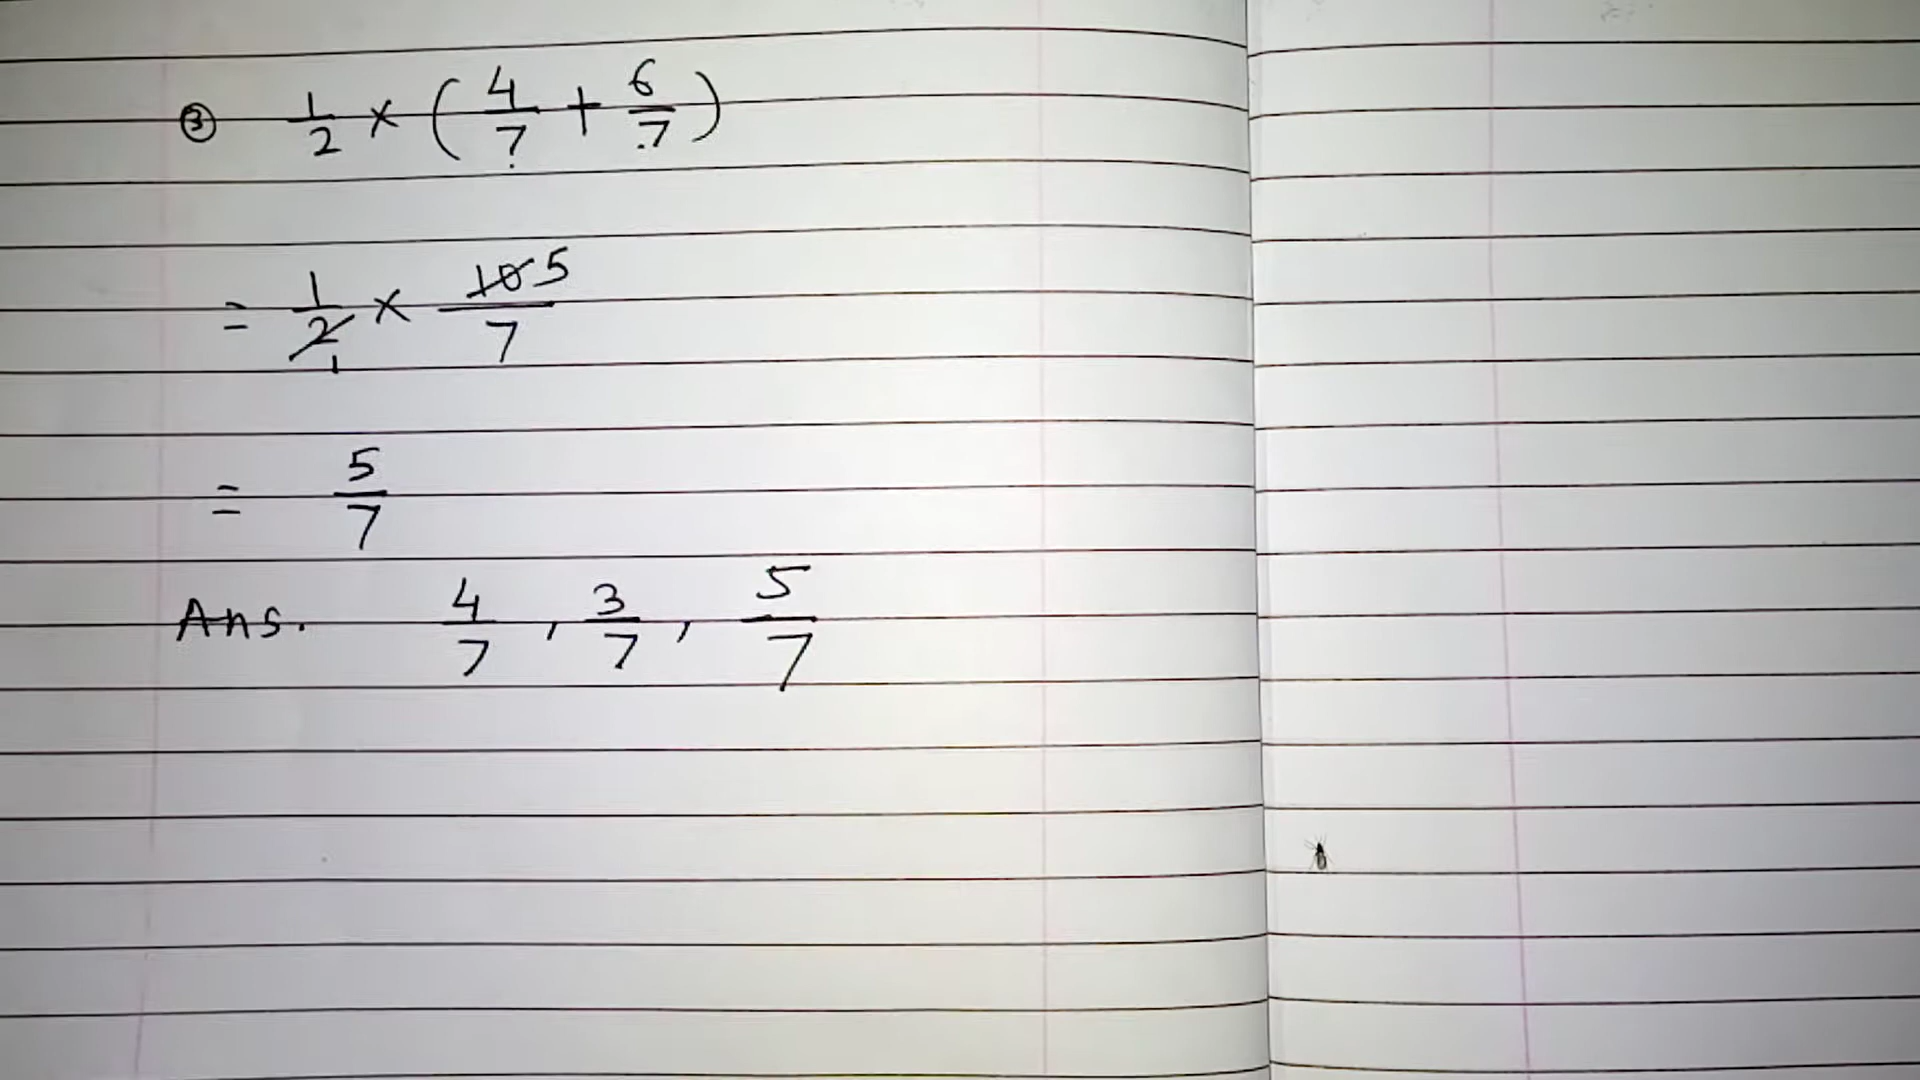 ③ 1/2 × (4/7 + 6/7)
= 1/2 1 × 10 5/7
= 5/7
Ans. 4/7, 3/7, 5/7